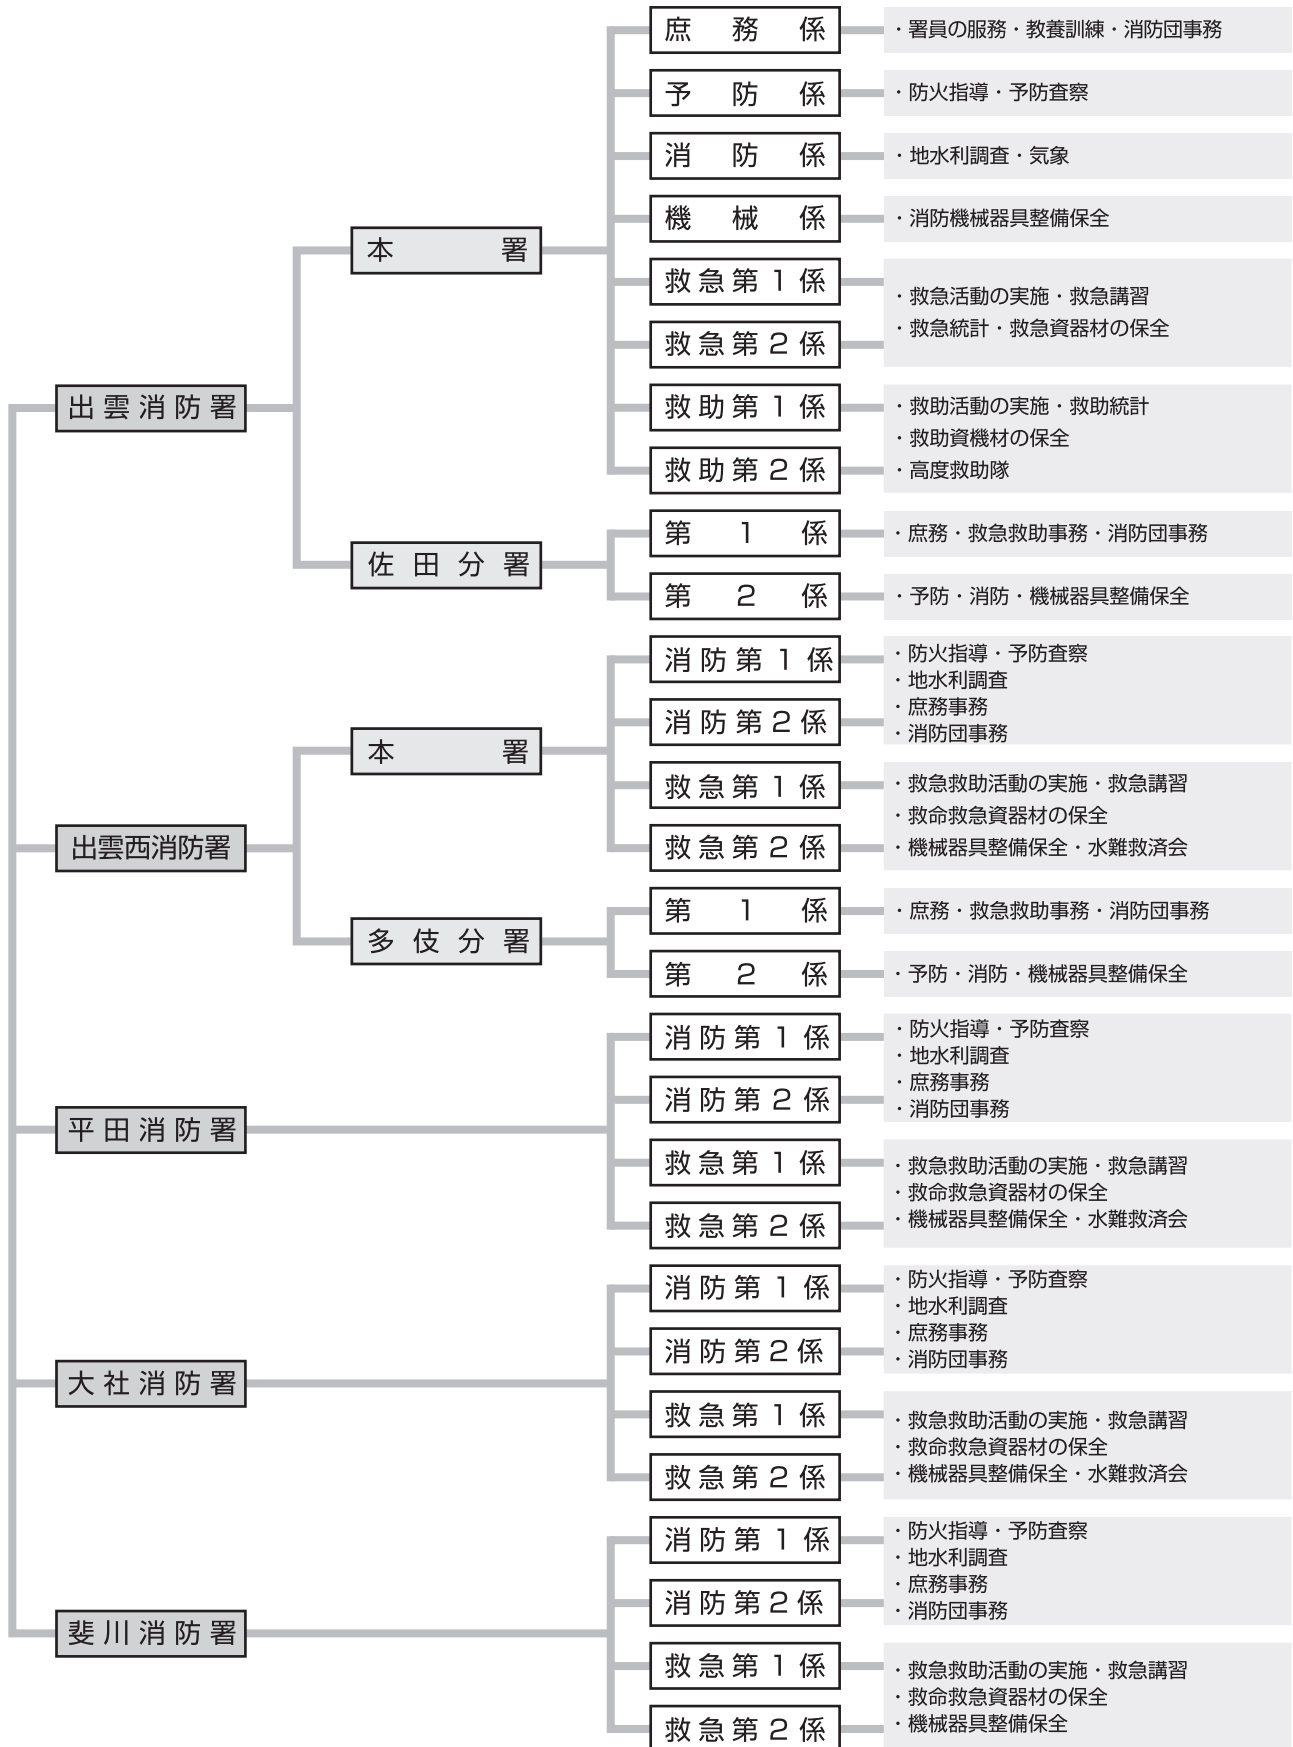 庶務係
・署員の服務・教養訓練・消防団事務
予防係
・防火指導・予防査察
消防係
・地水利調査・気象
機械係
・消防機械器具整備保全
本署
救急第1係
救急第2係
・救急活動の実施・救急講習
・救急統計・救急資器材の保全
出雲消防署
救助第1係
救助第2係
・救助活動の実施・救助統計
・救助資機材の保全
・高度救助隊
佐田分署
第1係
・庶務・救急救助事務・消防団事務
第2係
・予防・消防・機械器具整備保全
消防第1係
消防第2係
・防火指導・予防査察
・地水利調査
・庶務事務
・消防団事務
本署
救急第1係
救急第2係
・救急救助活動の実施・救急講習
・救命救急資器材の保全
・機械器具整備保全・水難救済会
出雲西消防署
多伎分署
第1係
・庶務・救急救助事務・消防団事務
第2係
・予防・消防・機械器具整備保全
平田消防署
消防第1係
消防第2係
・防火指導・予防査察
・地水利調査
・庶務事務
・消防団事務
救急第1係
救急第2係
・救急救助活動の実施・救急講習
・救命救急資器材の保全
・機械器具整備保全・水難救済会
大社消防署
消防第1係
消防第2係
・防火指導・予防査察
・地水利調査
・庶務事務
・消防団事務
救急第1係
救急第2係
・救急救助活動の実施・救急講習
・救命救急資器材の保全
・機械器具整備保全・水難救済会
斐川消防署
消防第1係
消防第2係
・防火指導・予防査察
・地水利調査
・庶務事務
・消防団事務
救急第1係
救急第2係
・救急救助活動の実施・救急講習
・救命救急資器材の保全
・機械器具整備保全